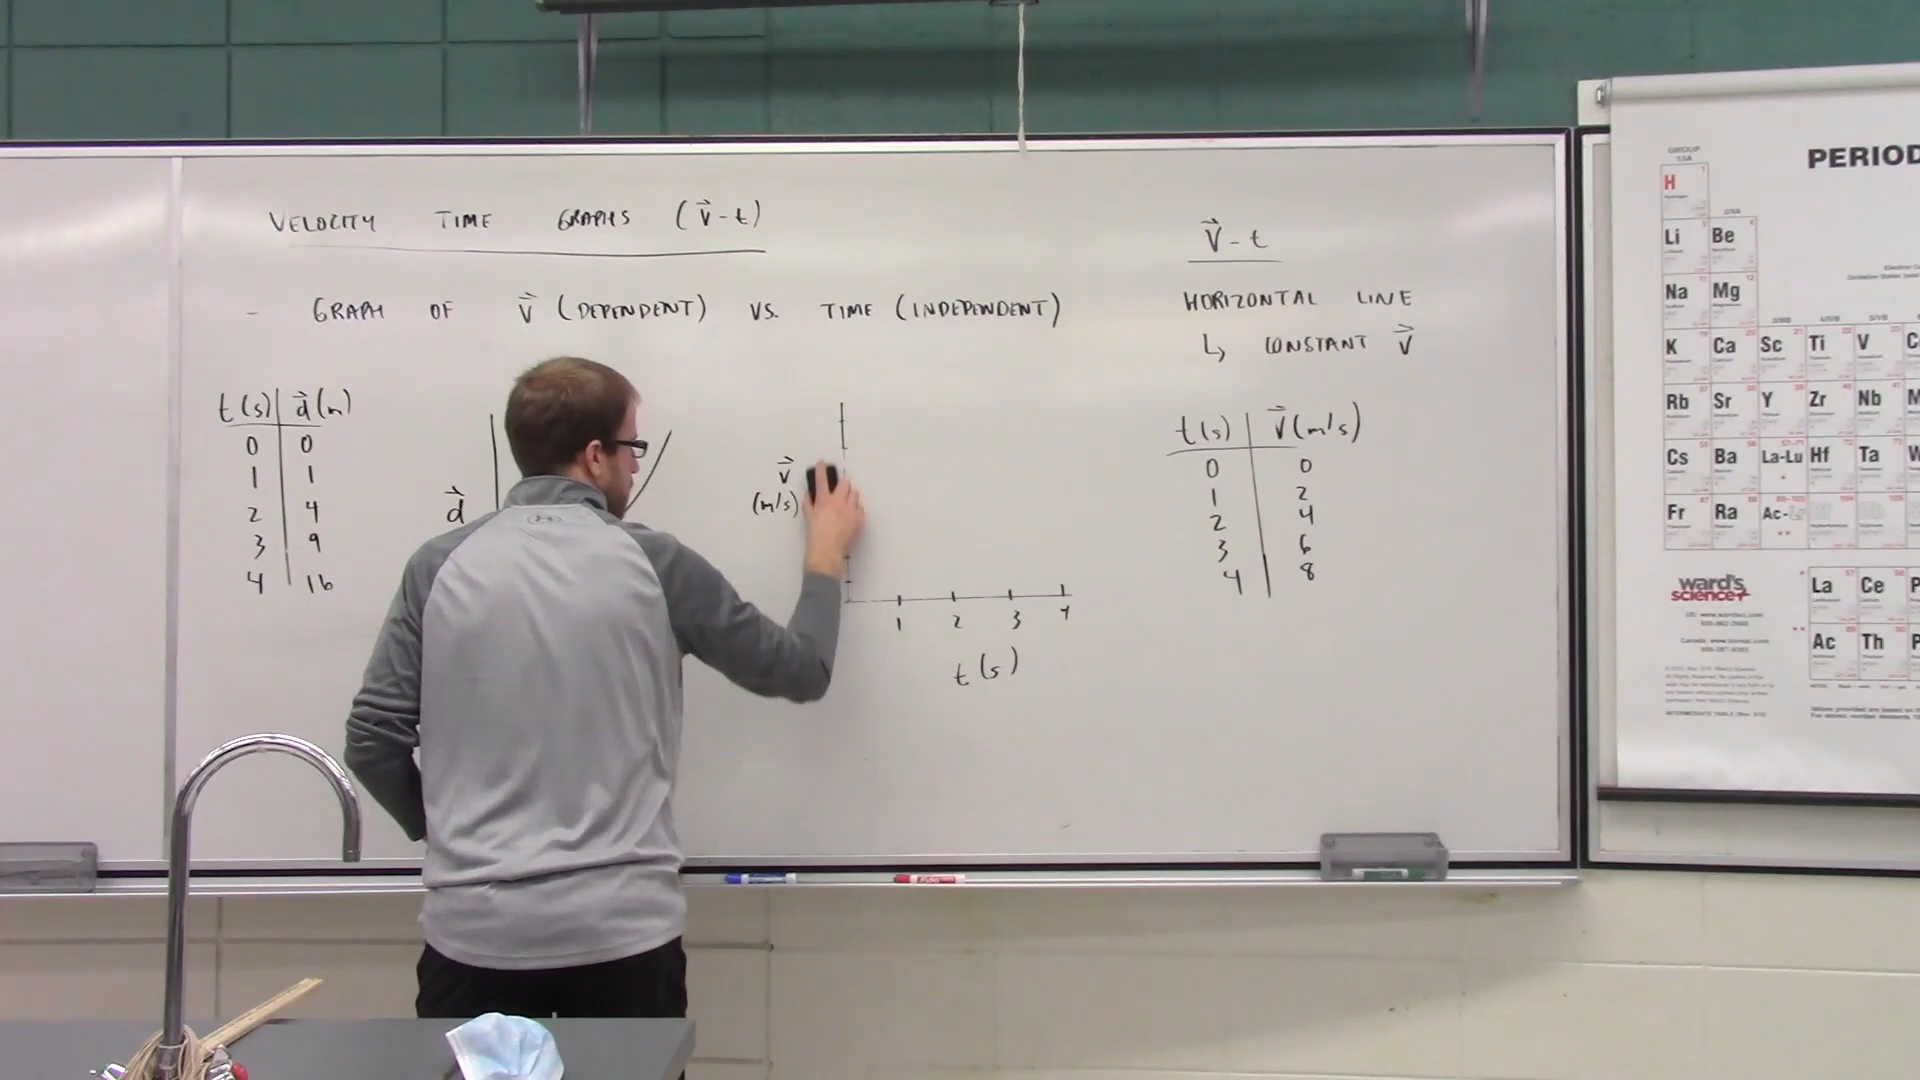 VELOCITY TIME GRAPHS (v⃗ - t)
- GRAPH OF v⃗ (DEPENDENT) VS. TIME (INDEPENDENT)
t(s) d⃗(m)
0 0
1 1
2 4
3 9
4 16
d⃗
v⃗
(m/s)
1 2 3 4
t(s)
v⃗ - t
HORIZONTAL LINE
↳ CONSTANT v⃗
t(s) v⃗(m/s)
0 0
1 2
2 4
3 6
4 8
GROUP
PERIOD
H
Li Be
Na Mg
K Ca Sc Ti V
Rb Sr Y Zr Nb
Cs Ba La-Lu Hf Ta
Fr Ra Ac-
ward's
science+
La Ce
Ac Th